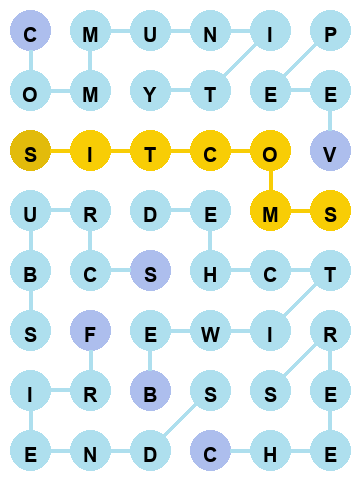 C M U N I P
O M Y T E E
S I T C O V
U R D E M S
B C S H C T
S F E W I R
I R B S S E
E N D C H E